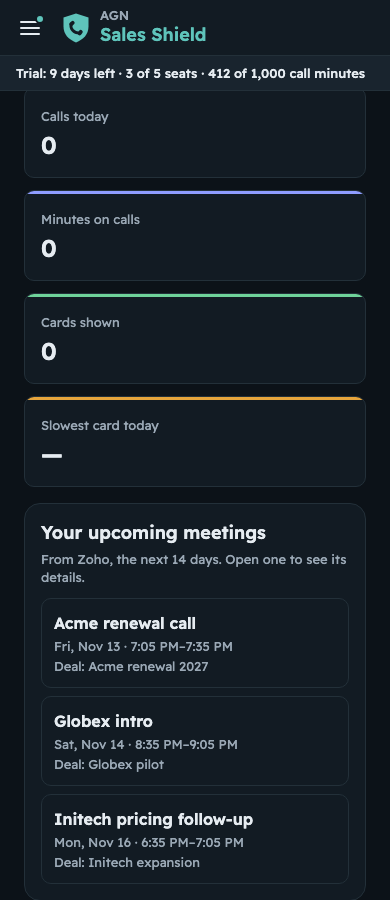 AGN
Sales Shield
Trial: 9 days left · 3 of 5 seats · 412 of 1,000 call minutes
Calls today
0
Minutes on calls
0
Cards shown
0
Slowest card today
—
Your upcoming meetings
From Zoho, the next 14 days. Open one to see its
details.
Acme renewal call
Fri, Nov 13 · 7:05 PM–7:35 PM
Deal: Acme renewal 2027
Globex intro
Sat, Nov 14 · 8:35 PM–9:05 PM
Deal: Globex pilot
Initech pricing follow-up
Mon, Nov 16 · 6:35 PM–7:05 PM
Deal: Initech expansion